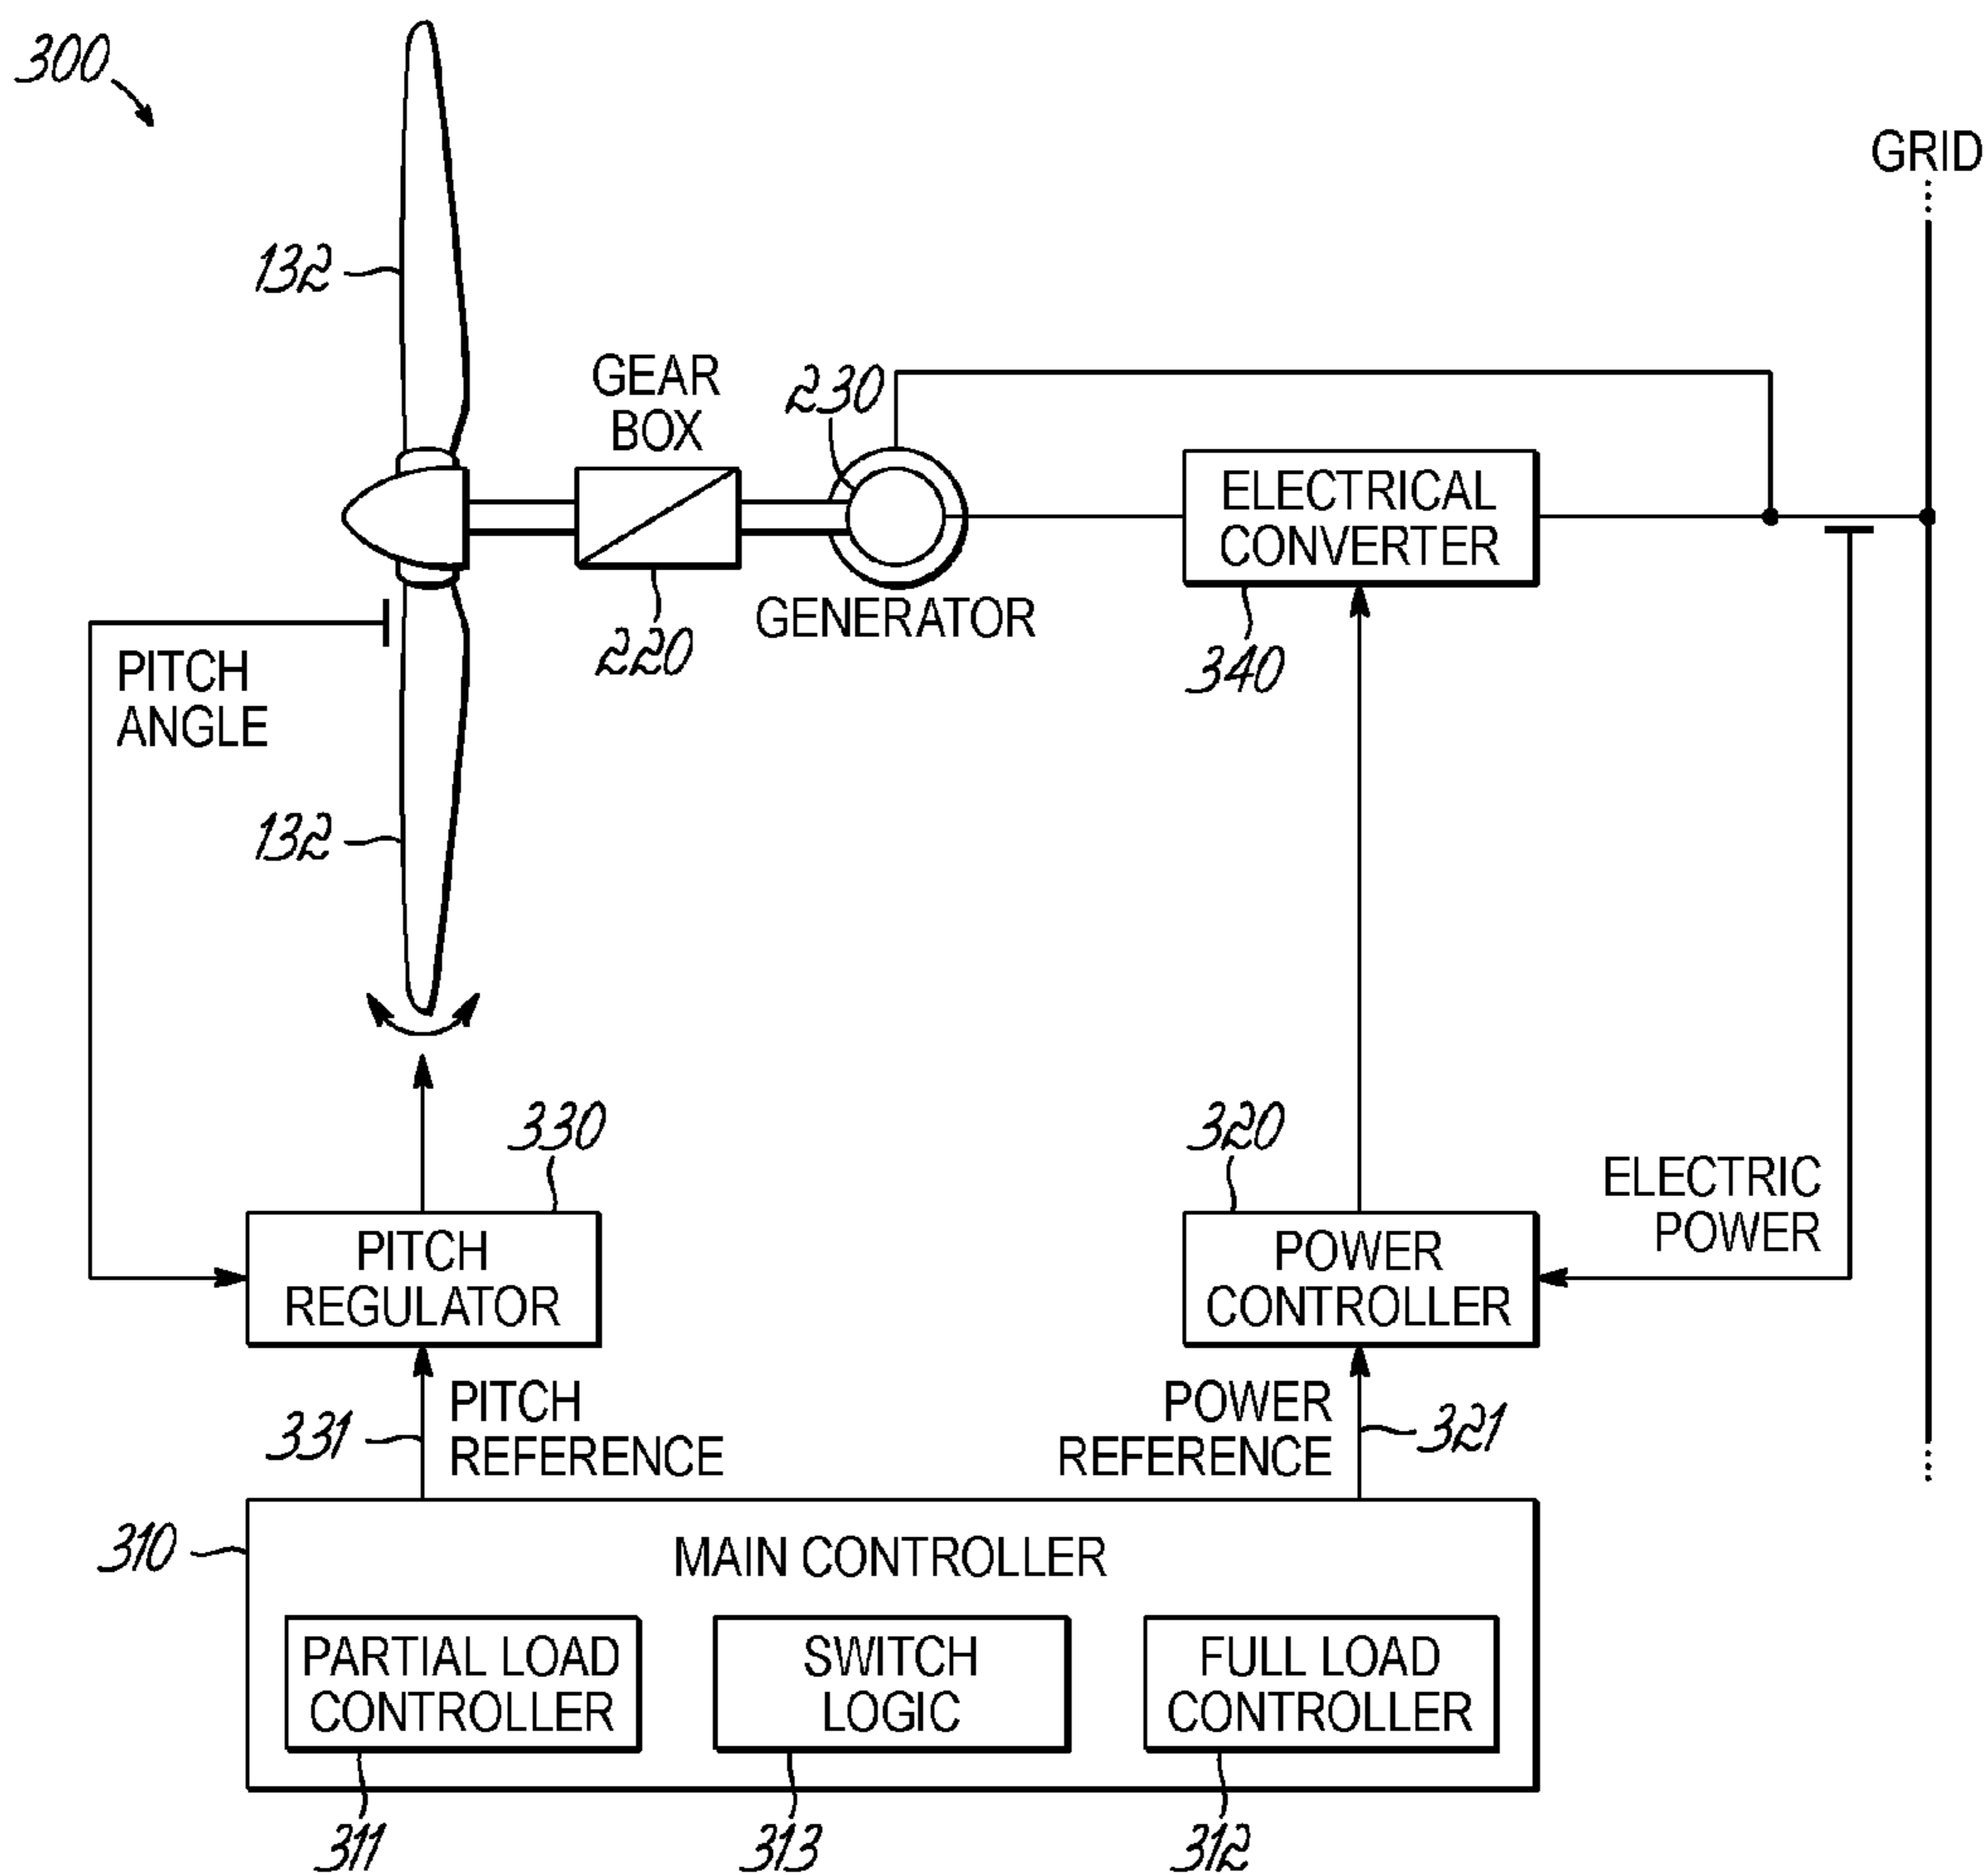 300
GRID
132
GEAR
BOX
230
ELECTRICAL
CONVERTER
GENERATOR
220
340
PITCH
ANGLE
132
330
320
ELECTRIC
POWER
PITCH
REGULATOR
POWER
CONTROLLER
331
PITCH
REFERENCE
POWER
REFERENCE
321
310
MAIN CONTROLLER
PARTIAL LOAD
CONTROLLER
SWITCH
LOGIC
FULL LOAD
CONTROLLER
311
313
312